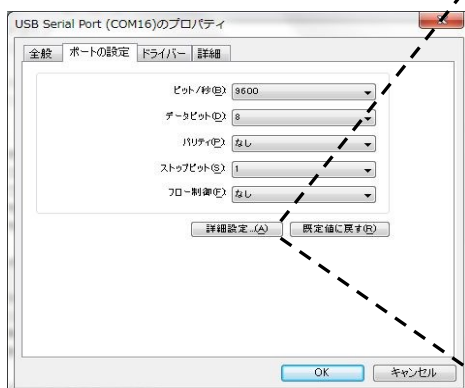 USB Serial Port (COM16)のプロパティ
全般 ポートの設定 ドライバー 詳細
ビット/秒(B): 9600
データビット(D): 8
パリティ(P): なし
ストップビット(S): 1
フロー制御(F): なし
詳細設定...(A) 既定値に戻す(R)
OK キャンセル